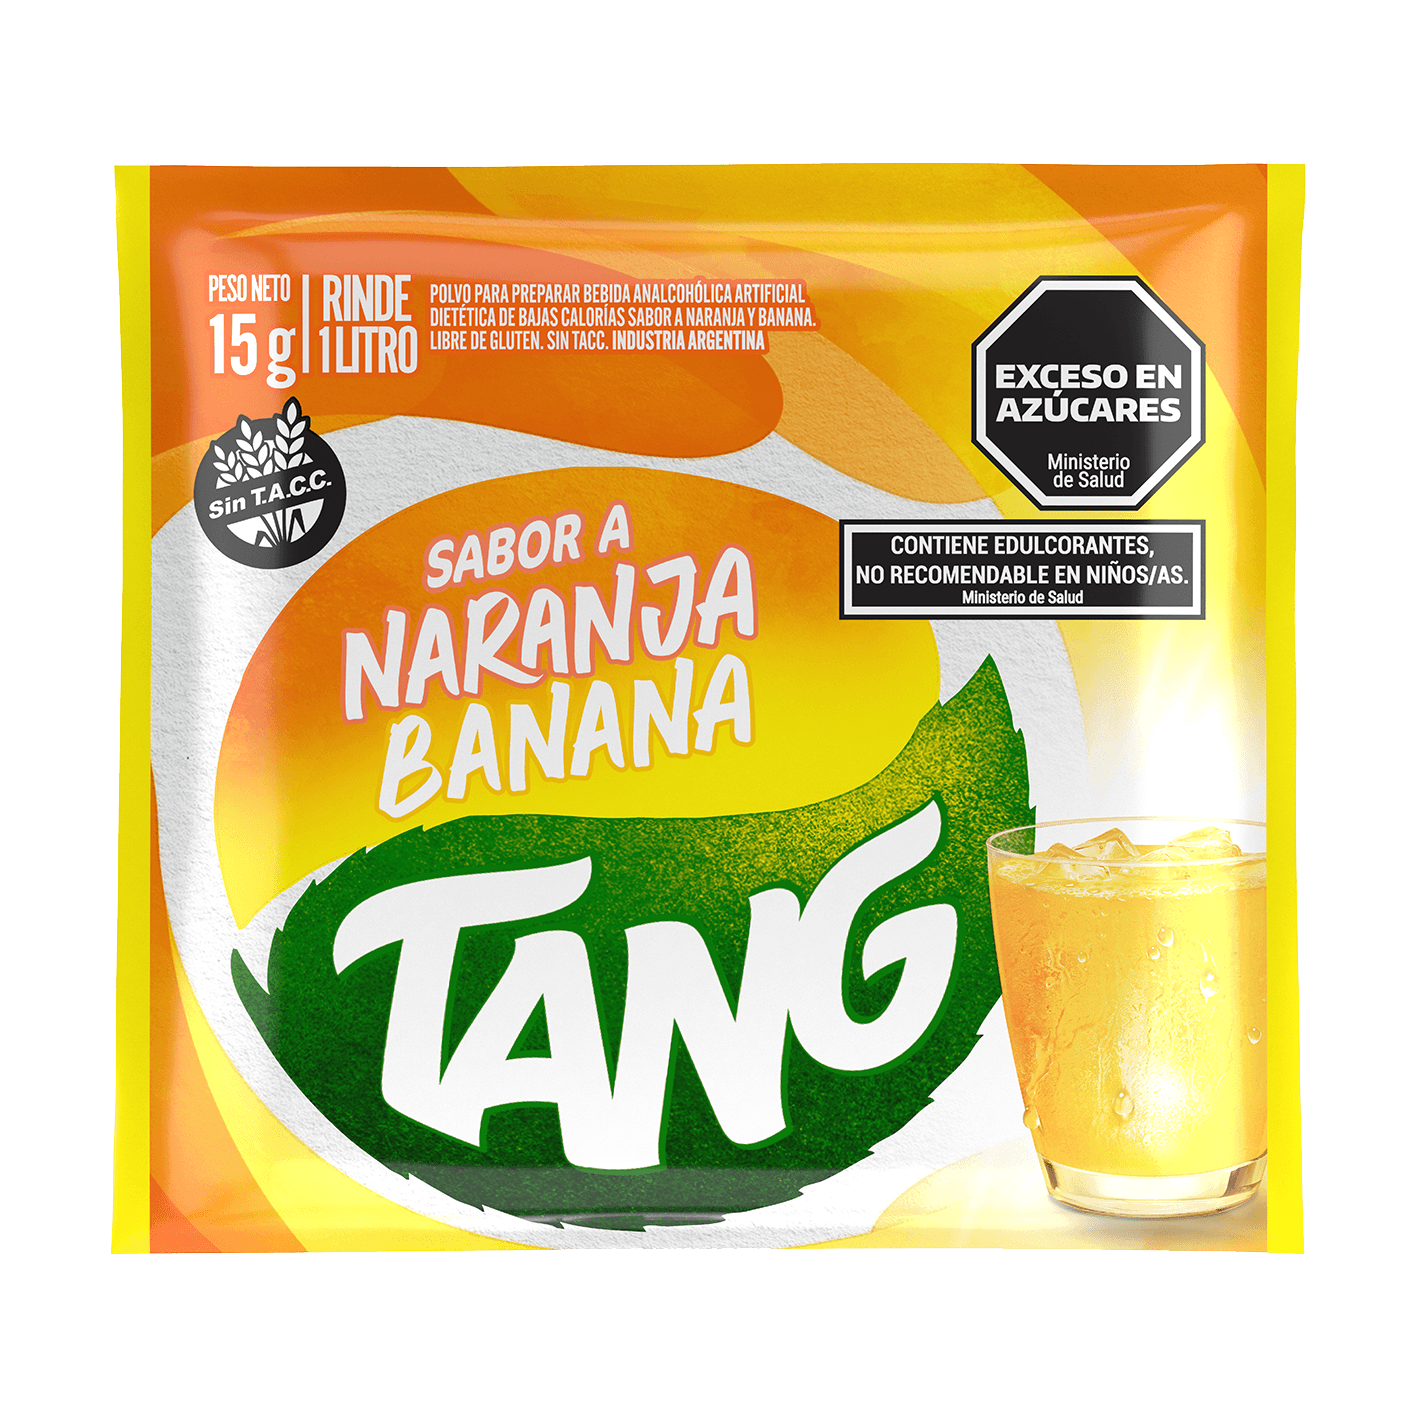 PESO NETO
15 g
RINDE
1 LITRO
POLVO PARA PREPARAR BEBIDA ANALCOHÓLICA ARTIFICIAL
DIETÉTICA DE BAJAS CALORÍAS SABOR A NARANJA Y BANANA.
LIBRE DE GLUTEN. SIN TACC. INDUSTRIA ARGENTINA
EXCESO EN
AZÚCARES
Ministerio
de Salud
Sin T.A.C.C.
CONTIENE EDULCORANTES,
NO RECOMENDABLE EN NIÑOS/AS.
Ministerio de Salud
SABOR A
NARANJA
BANANA
TANG